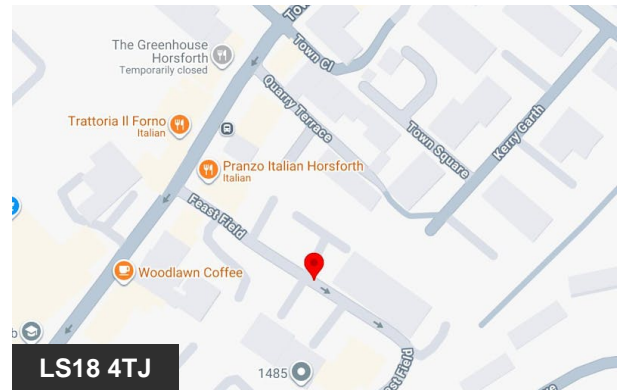 The Greenhouse
Horsforth
Temporarily closed
Town Cl
Quarry Terrace
Town Square
Kerry Garth
Trattoria Il Forno
Italian
Pranzo Italian Horsforth
Italian
Feast Field
Woodlawn Coffee
1485
LS18 4TJ